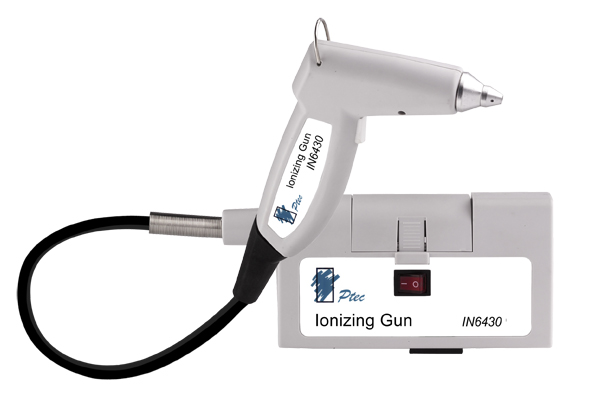 Ionizing Gun
IN6430
Ptec
Ptec
Ionizing Gun IN6430